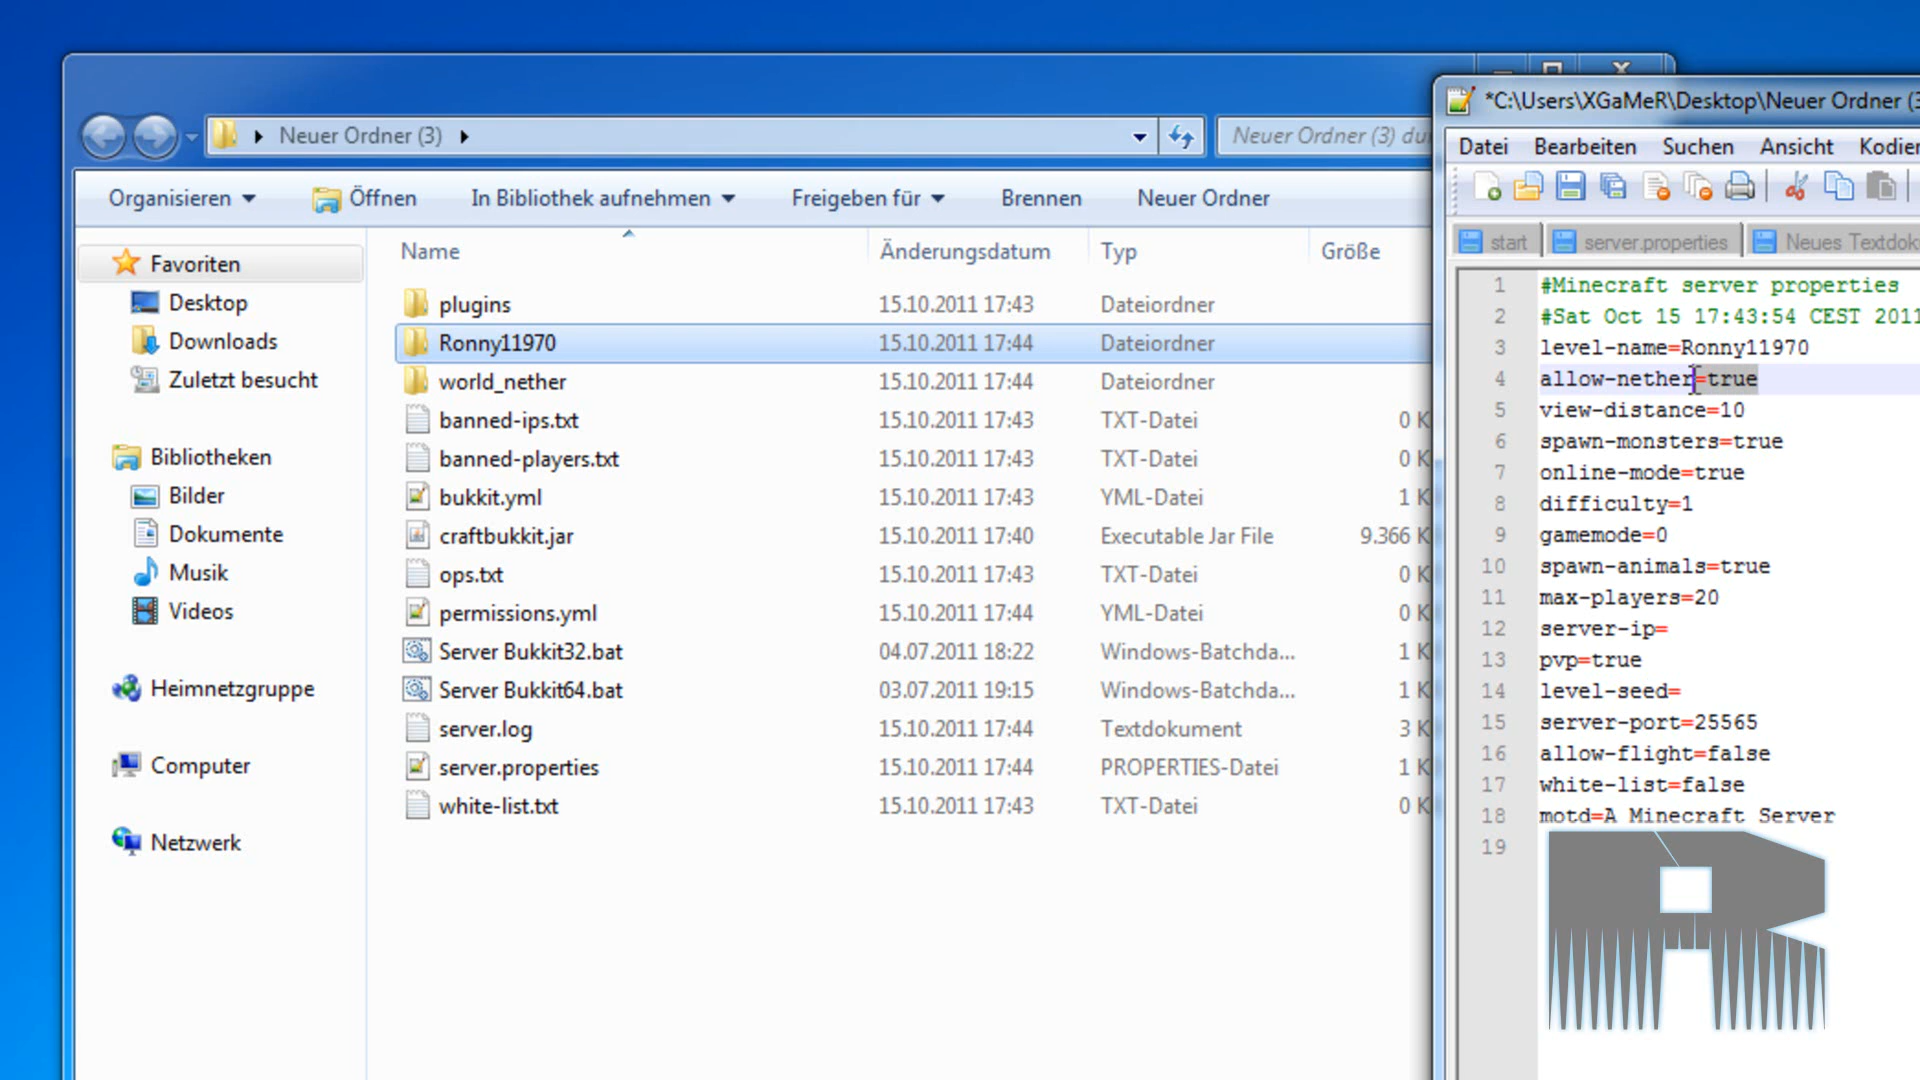 Neuer Ordner (3)
Neuer Ordner (3)
Organisieren
Öffnen
In Bibliothek aufnehmen
Freigeben für
Brennen
Neuer Ordner
Favoriten
Desktop
Downloads
Zuletzt besucht
Bibliotheken
Bilder
Dokumente
Musik
Videos
Heimnetzgruppe
Computer
Netzwerk
Name Änderungsdatum Typ Größe
plugins 15.10.2011 17:43 Dateiordner
Ronny11970 15.10.2011 17:44 Dateiordner
world_nether 15.10.2011 17:44 Dateiordner
banned-ips.txt 15.10.2011 17:43 TXT-Datei 0 K
banned-players.txt 15.10.2011 17:43 TXT-Datei 0 K
bukkit.yml 15.10.2011 17:43 YML-Datei 1 K
craftbukkit.jar 15.10.2011 17:40 Executable Jar File 9.366 K
ops.txt 15.10.2011 17:43 TXT-Datei 0 K
permissions.yml 15.10.2011 17:44 YML-Datei 0 K
Server Bukkit32.bat 04.07.2011 18:22 Windows-Batchda... 1 K
Server Bukkit64.bat 03.07.2011 19:15 Windows-Batchda... 1 K
server.log 15.10.2011 17:44 Textdokument 3 K
server.properties 15.10.2011 17:44 PROPERTIES-Datei 1 K
white-list.txt 15.10.2011 17:43 TXT-Datei 0 K
*C:\Users\XGaMeR\Desktop\Neuer Ordner (3
Datei Bearbeiten Suchen Ansicht Kodier
start server.properties Neues Textdok
1 #Minecraft server properties
2 #Sat Oct 15 17:43:54 CEST 2011
3 level-name=Ronny11970
4 allow-nether=true
5 view-distance=10
6 spawn-monsters=true
7 online-mode=true
8 difficulty=1
9 gamemode=0
10 spawn-animals=true
11 max-players=20
12 server-ip=
13 pvp=true
14 level-seed=
15 server-port=25565
16 allow-flight=false
17 white-list=false
18 motd=A Minecraft Server
19